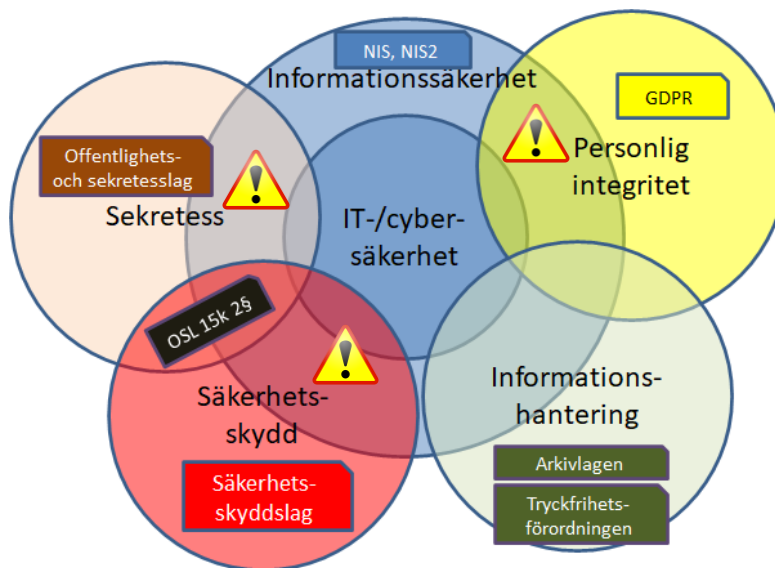 NIS, NIS2
Informationssäkerhet
GDPR
Personlig
integritet
Offentlighets-
och sekretesslag
Sekretess
IT-/cyber-
säkerhet
OSL 15k 2§
Säkerhets-
skydd
Säkerhets-
skyddslag
Informations-
hantering
Arkivlagen
Tryckfrihets-
förordningen